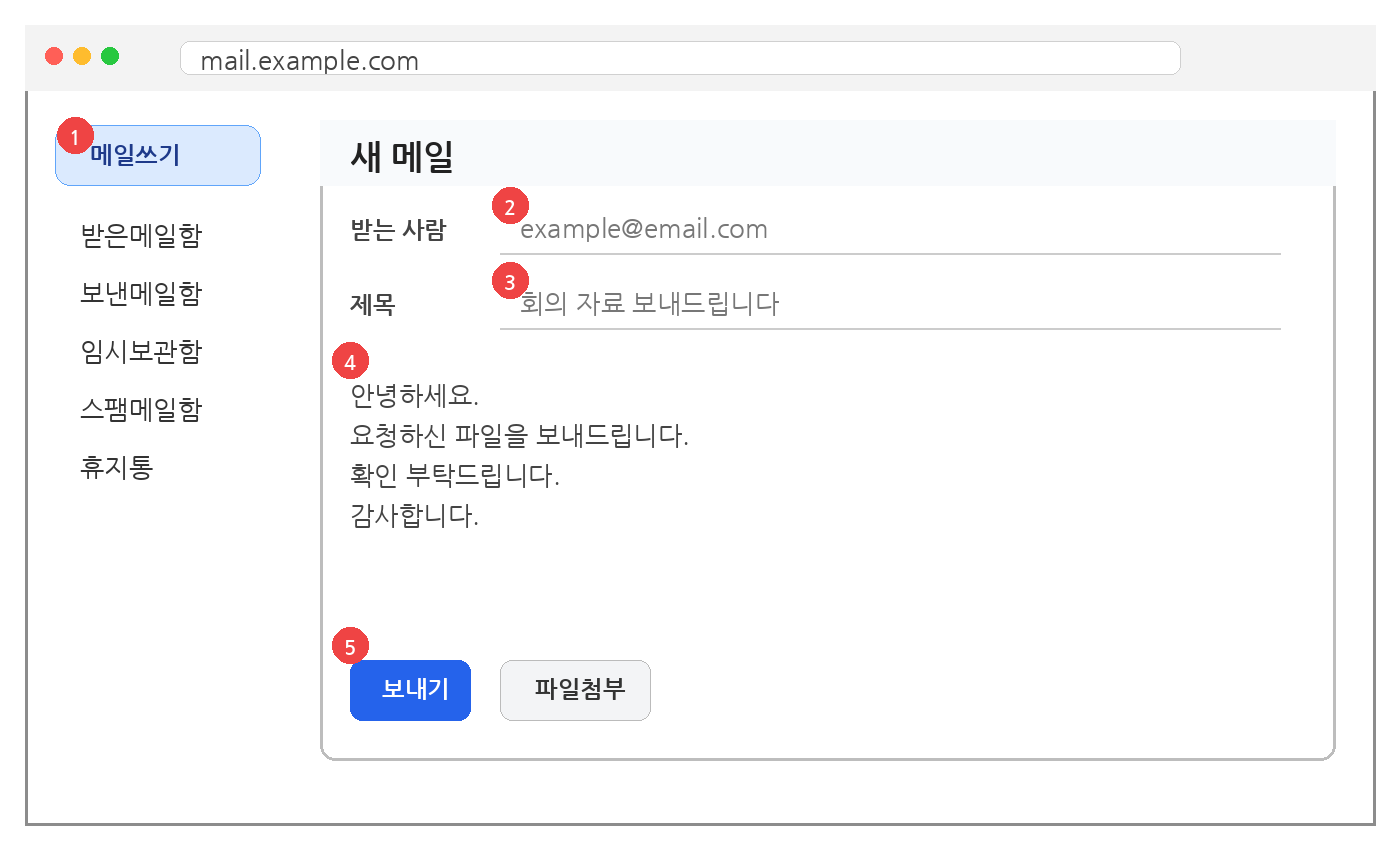 mail.example.com
1
메일쓰기
받은메일함
보낸메일함
임시보관함
스팸메일함
휴지통
새 메일
2
받는 사람 example@email.com
3
제목 회의 자료 보내드립니다
4
안녕하세요.
요청하신 파일을 보내드립니다.
확인 부탁드립니다.
감사합니다.
5
보내기 파일첨부